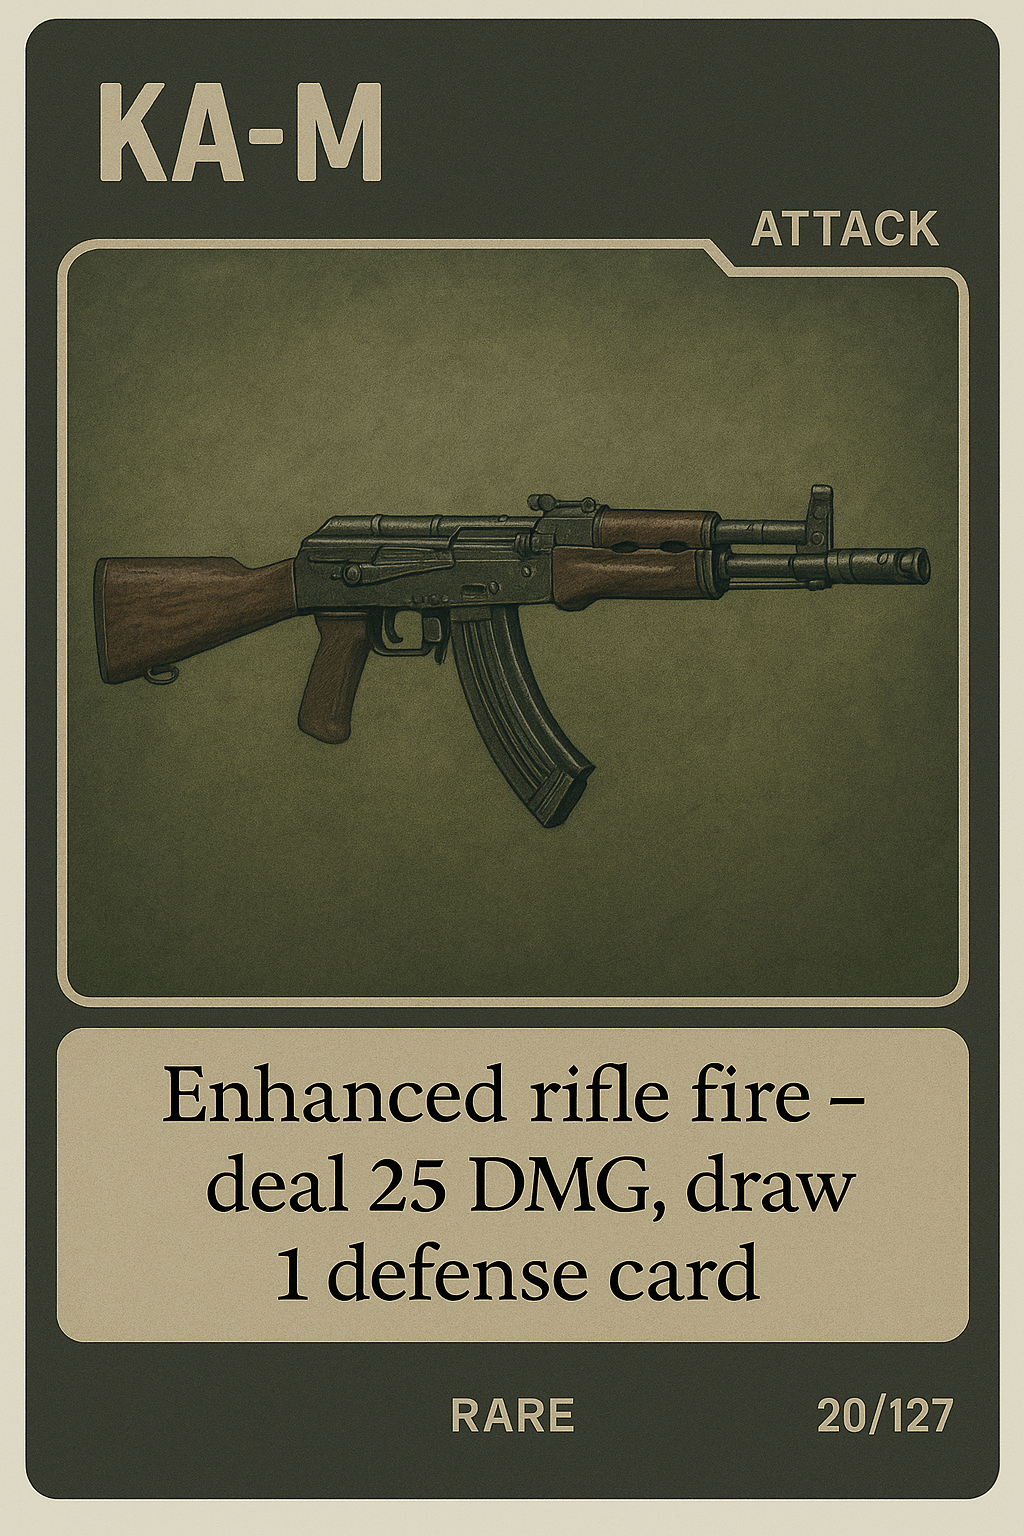 KA-M
ATTACK
Enhanced rifle fire –
deal 25 DMG, draw
1 defense card
RARE
20/127